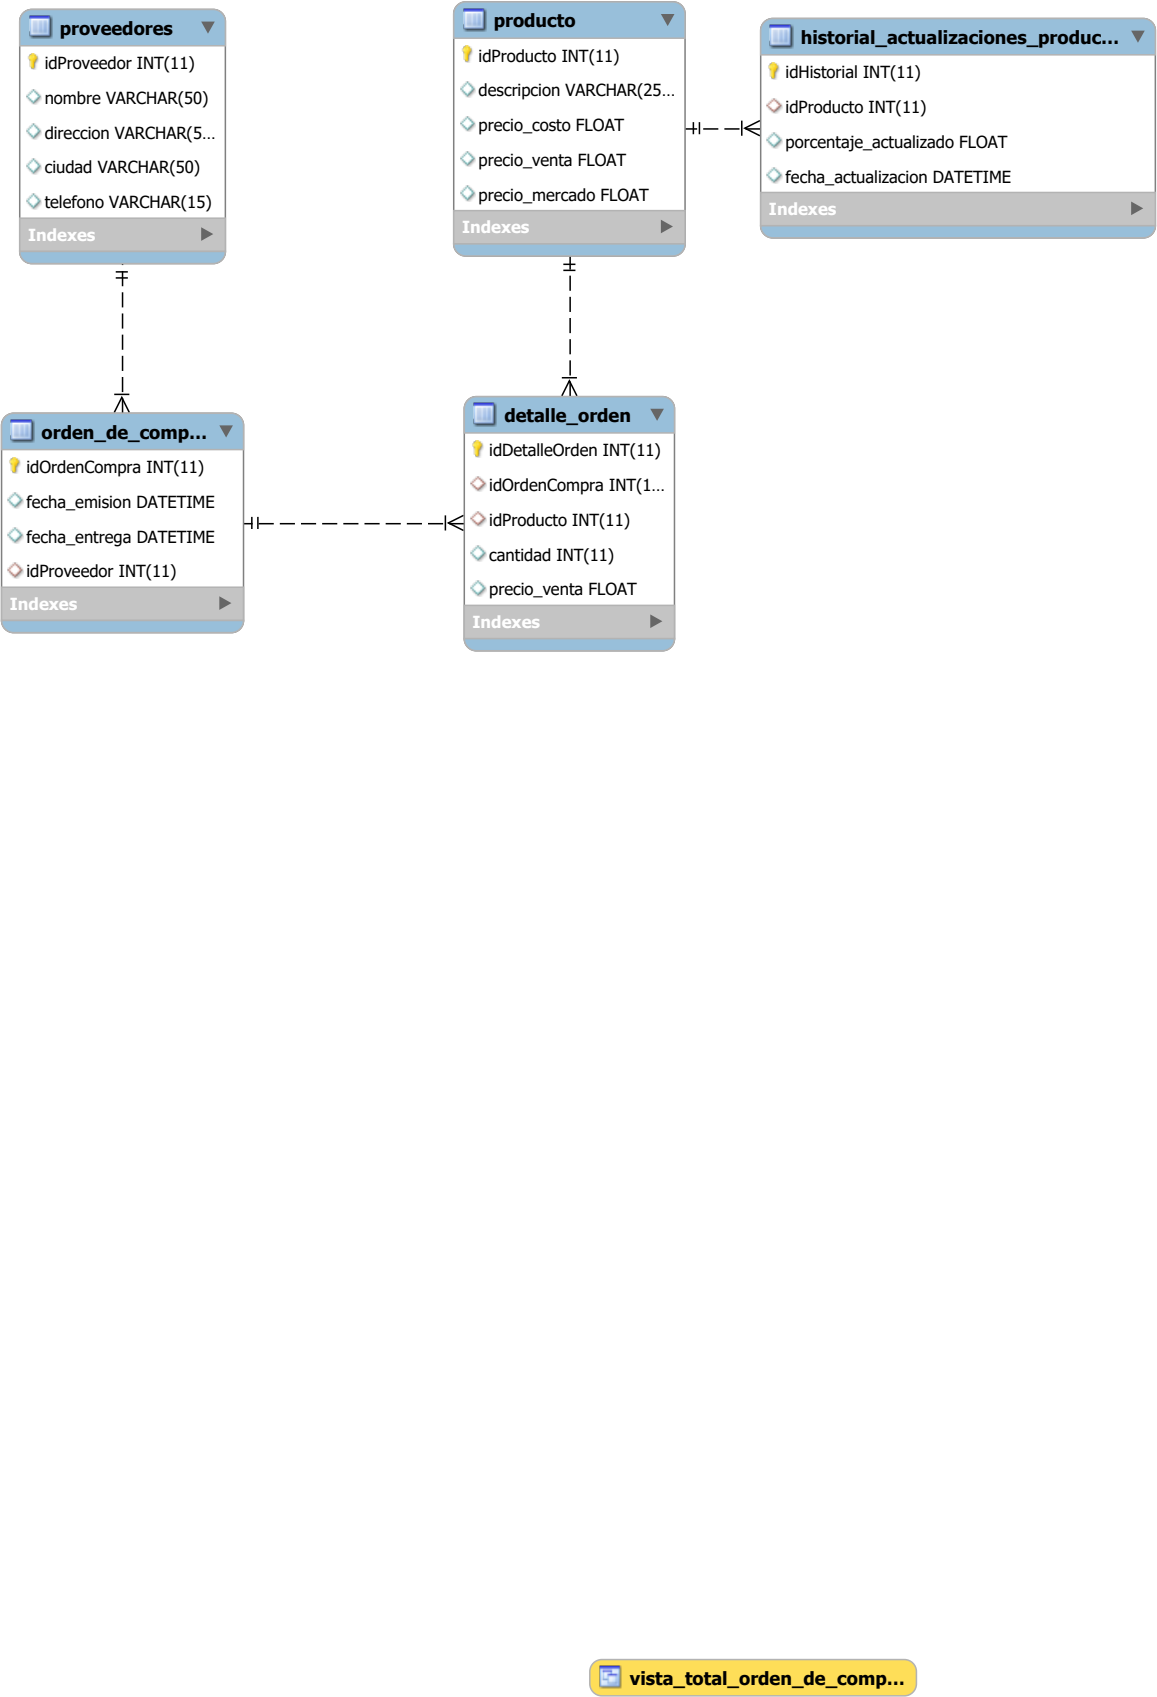 proveedores
idProveedor INT(11)
nombre VARCHAR(50)
direccion VARCHAR(5...
ciudad VARCHAR(50)
telefono VARCHAR(15)
Indexes
producto
idProducto INT(11)
descripcion VARCHAR(25...
precio_costo FLOAT
precio_venta FLOAT
precio_mercado FLOAT
Indexes
historial_actualizaciones_produc...
idHistorial INT(11)
idProducto INT(11)
porcentaje_actualizado FLOAT
fecha_actualizacion DATETIME
Indexes
orden_de_comp...
idOrdenCompra INT(11)
fecha_emision DATETIME
fecha_entrega DATETIME
idProveedor INT(11)
Indexes
detalle_orden
idDetalleOrden INT(11)
idOrdenCompra INT(1...
idProducto INT(11)
cantidad INT(11)
precio_venta FLOAT
Indexes
vista_total_orden_de_comp...